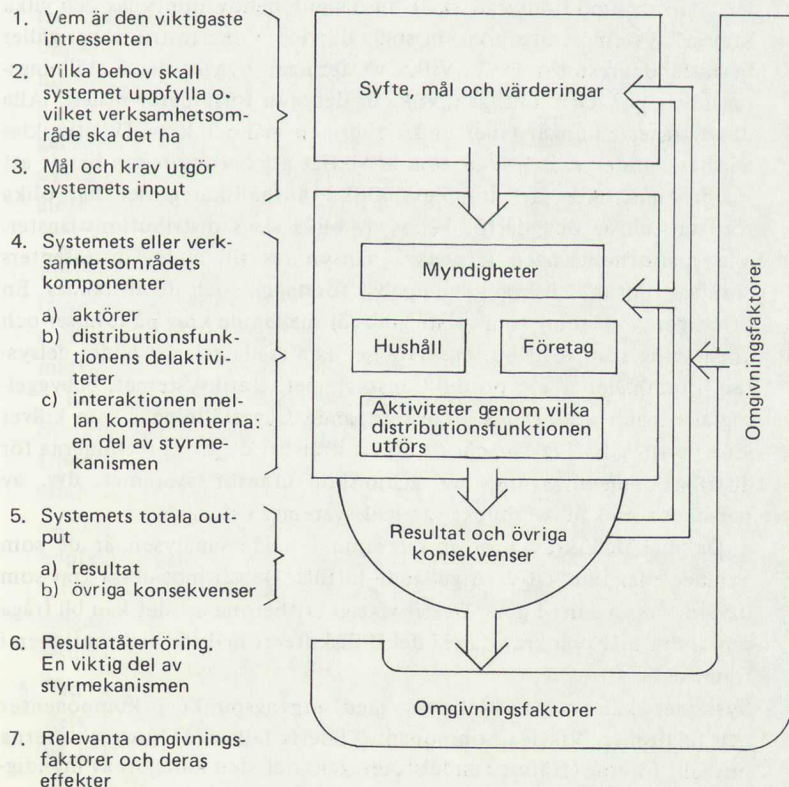 1. Vem är den viktigaste
intressenten
2. Vilka behov skall
systemet uppfylla o.
vilket verksamhetsom-
råde ska det ha
3. Mål och krav utgör
systemets input
4. Systemets eller verk-
samhetsområdets
komponenter
a) aktörer
b) distributionsfunk-
tionens delaktivi-
teter
c) interaktionen mel-
lan komponenterna:
en del av styrme-
kanismen
5. Systemets totala out-
put
a) resultat
b) övriga konsekvenser
6. Resultatåterföring.
En viktig del av
styrmekanismen
7. Relevanta omgivnings-
faktorer och deras
effekter
Syfte, mål och värderingar
Myndigheter
Hushåll
Företag
Aktiviteter genom vilka
distributionsfunktionen
utförs
Resultat och övriga
konsekvenser
Omgivningsfaktorer
Omgivningsfaktorer